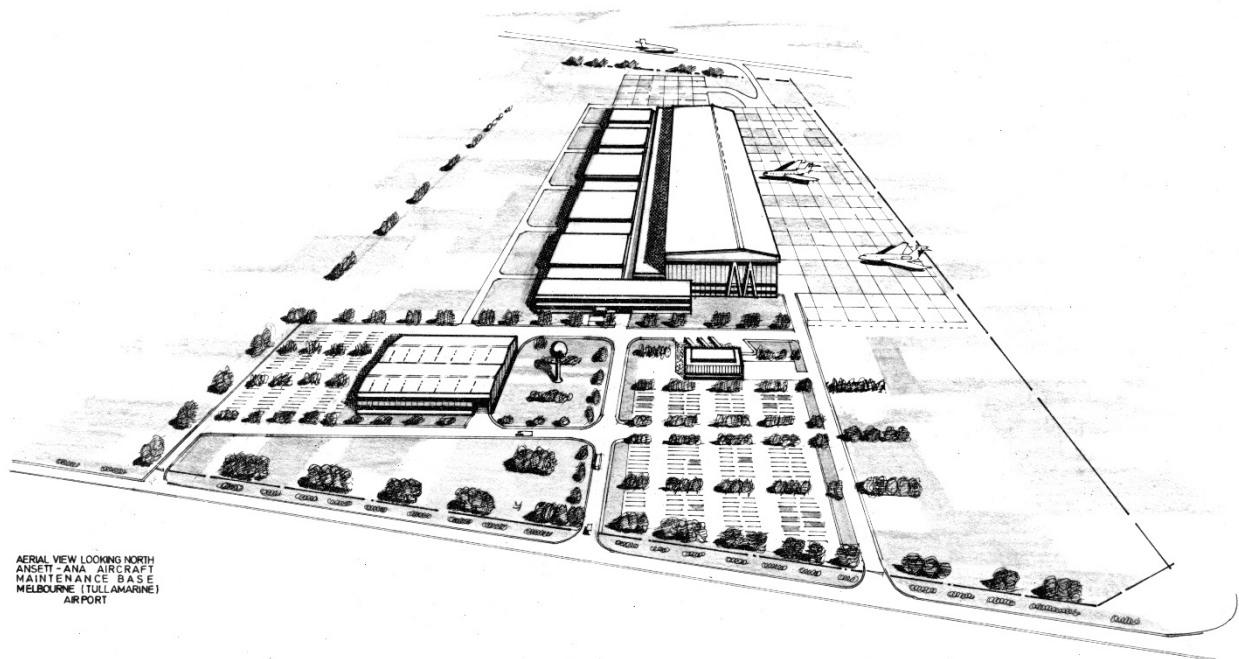 AERIAL VIEW LOOKING NORTH
ANSETT-ANA AIRCRAFT
MAINTENANCE BASE
MELBOURNE (TULLAMARINE)
AIRPORT